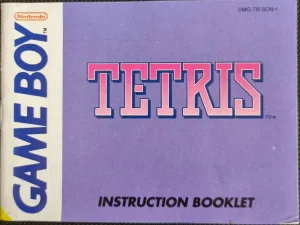 Nintendo
GAME BOY
TM
DMG-TR-SCN-1
TETRIS
TM
INSTRUCTION BOOKLET